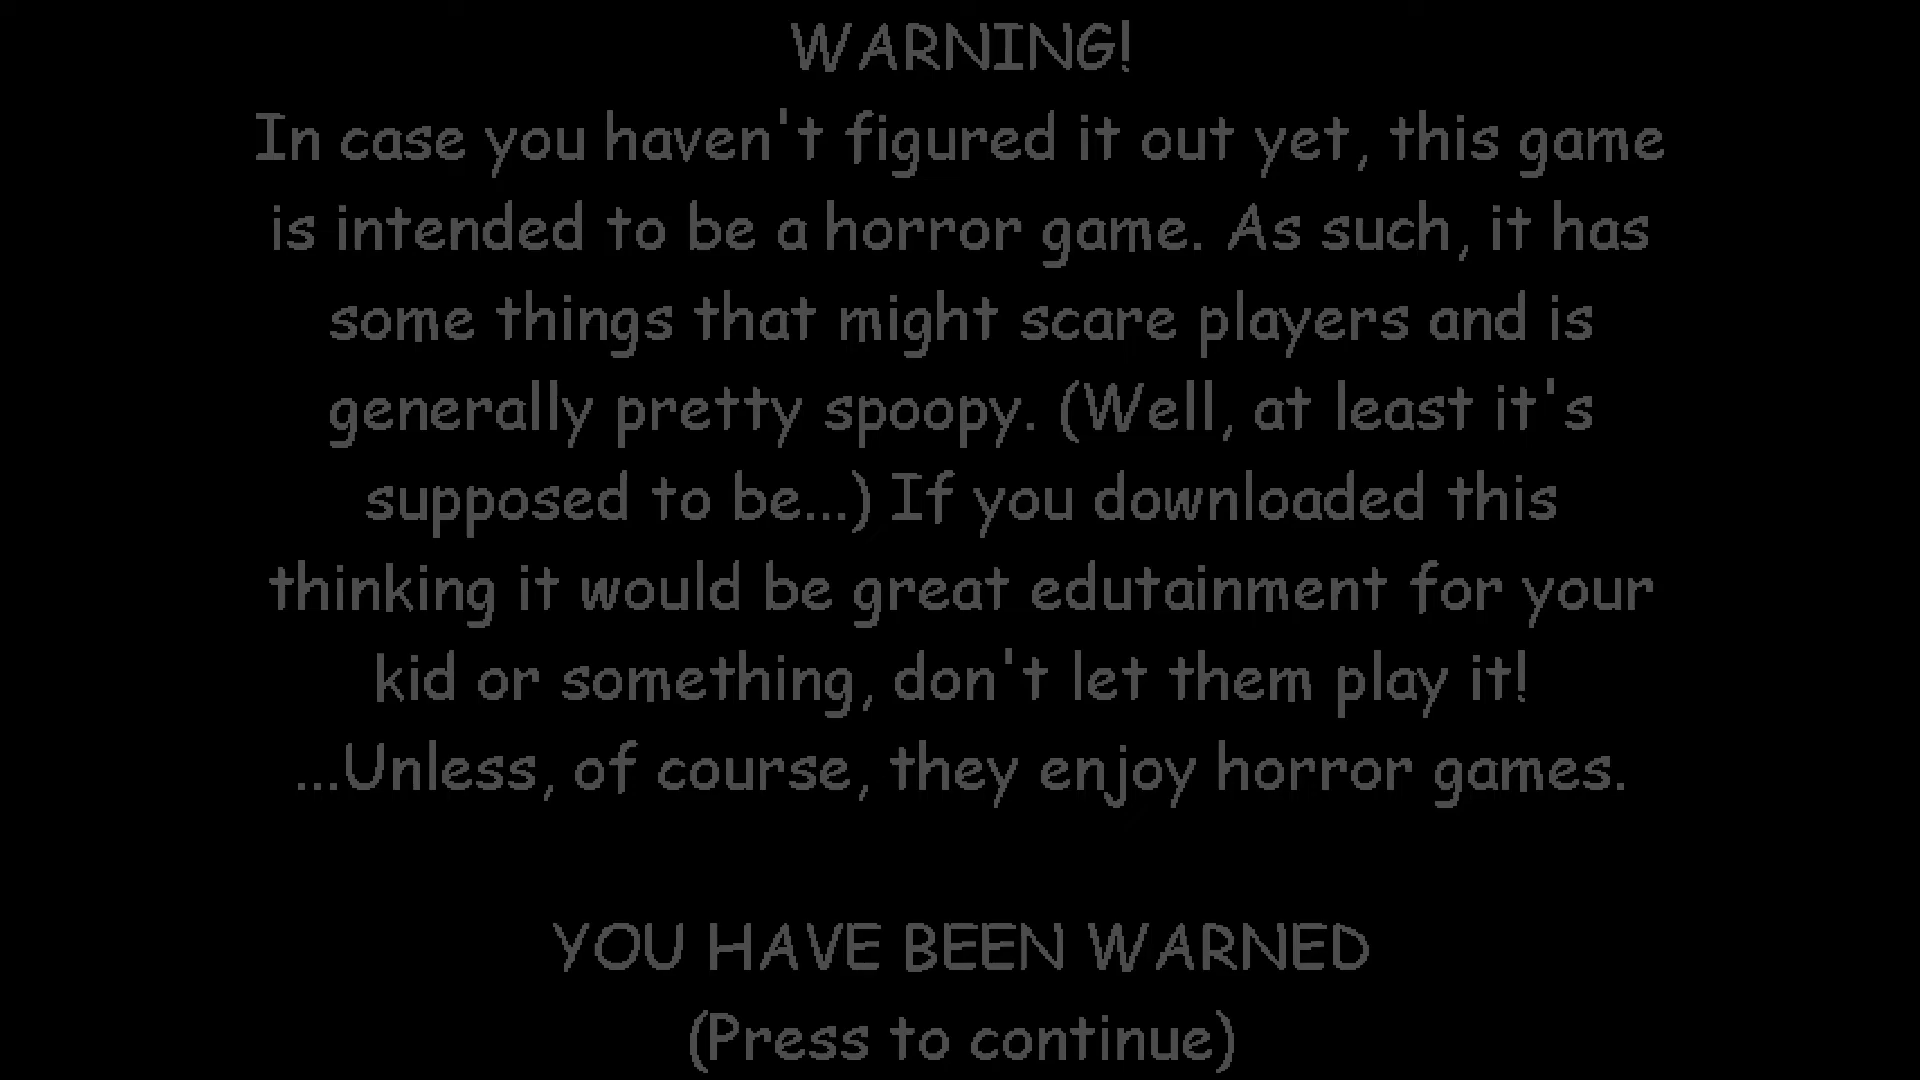 WARNING!
In case you haven't figured it out yet, this game
is intended to be a horror game. As such, it has
some things that might scare players and is
generally pretty spoopy. (Well, at least it's
supposed to be...) If you downloaded this
thinking it would be great edutainment for your
kid or something, don't let them play it!
...Unless, of course, they enjoy horror games.
YOU HAVE BEEN WARNED
(Press to continue)